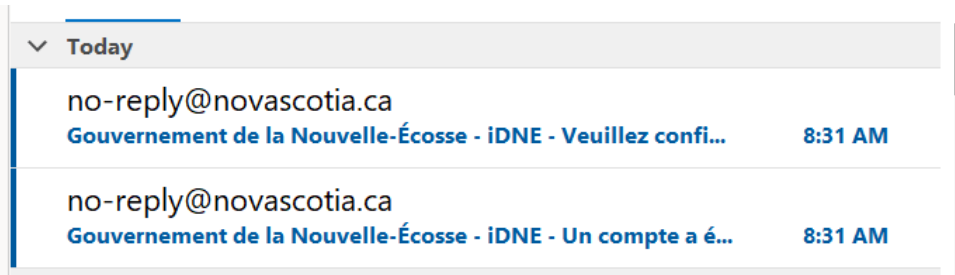 Today
no-reply@novascotia.ca
Gouvernement de la Nouvelle-Écosse - iDNE - Veuillez confi...
8:31 AM
no-reply@novascotia.ca
Gouvernement de la Nouvelle-Écosse - iDNE - Un compte a é...
8:31 AM